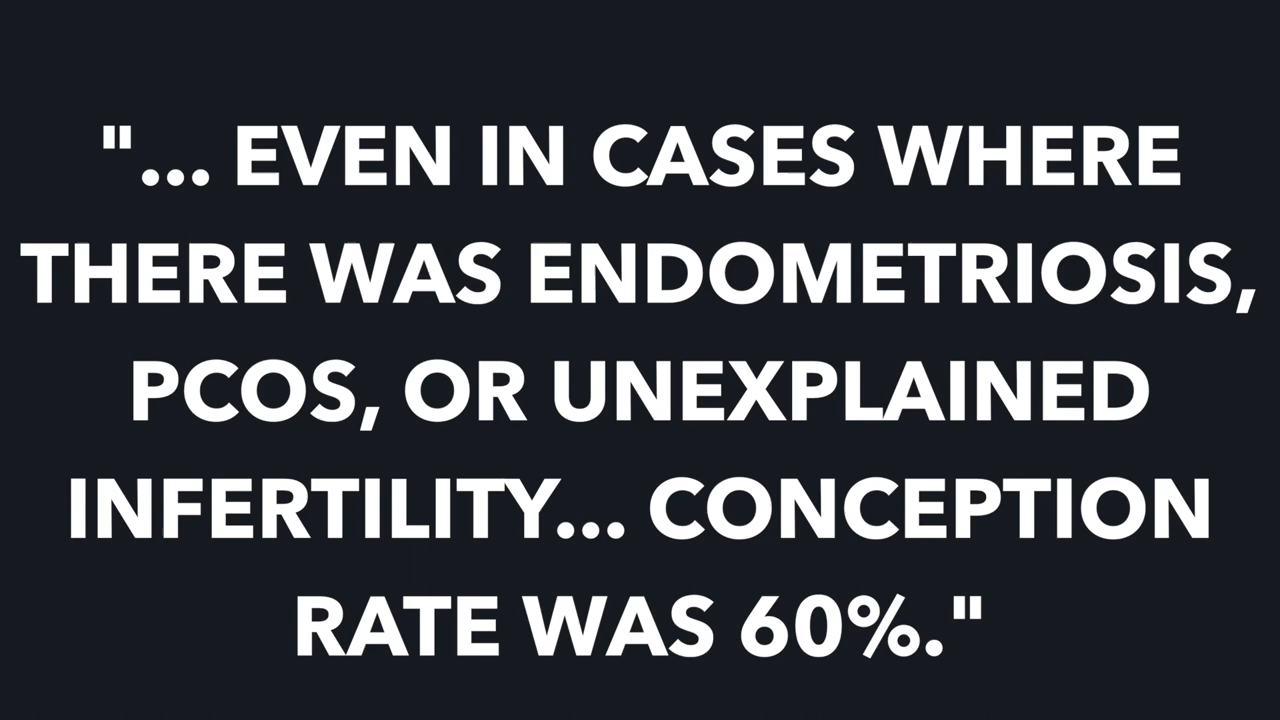 "... EVEN IN CASES WHERE
THERE WAS ENDOMETRIOSIS,
PCOS, OR UNEXPLAINED
INFERTILITY... CONCEPTION
RATE WAS 60%."